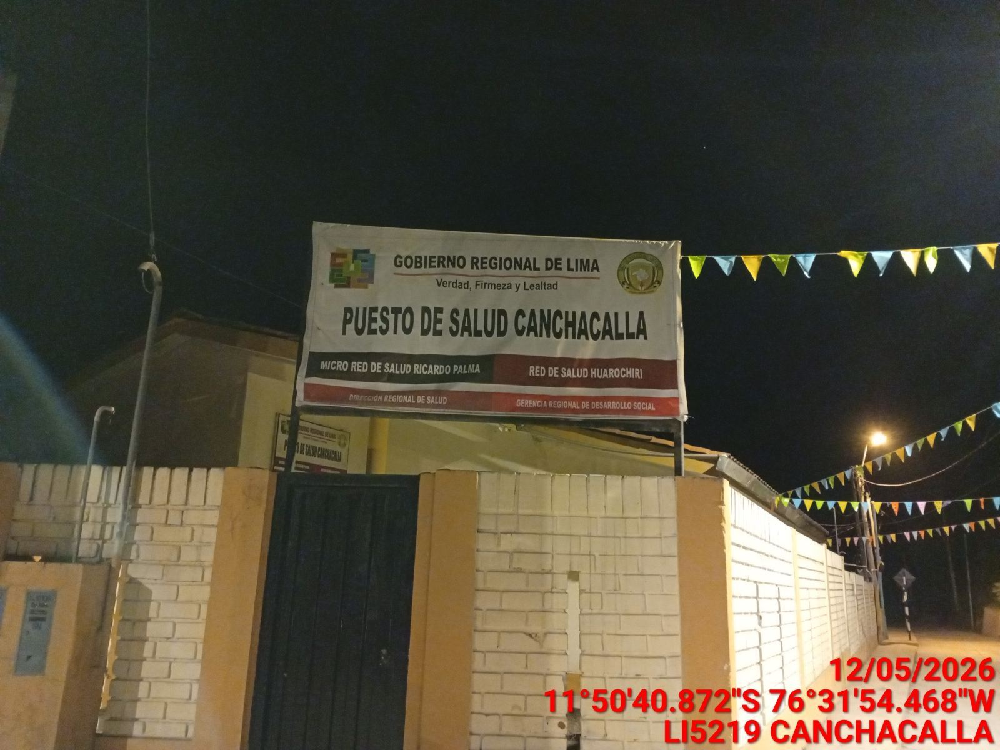 GOBIERNO REGIONAL DE LIMA
Verdad, Firmeza y Lealtad
PUESTO DE SALUD CANCHACALLA
MICRO RED DE SALUD RICARDO PALMA
RED DE SALUD HUAROCHIRI
DIRECCIÓN REGIONAL DE SALUD
GERENCIA REGIONAL DE DESARROLLO SOCIAL
REGIONAL DE LIMA
DE SALUD CANCHACALLA
12/05/2026
11°50'40.872"S 76°31'54.468"W
LI5219 CANCHACALLA